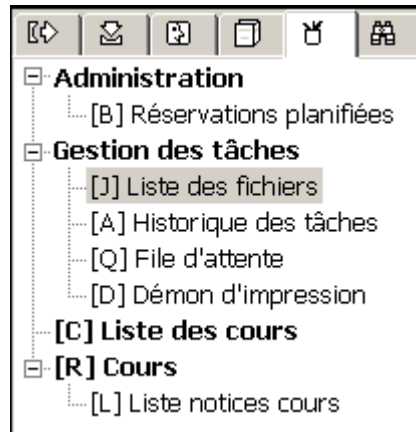 Administration
[B] Réservations planifiées
Gestion des tâches
[J] Liste des fichiers
[A] Historique des tâches
[Q] File d'attente
[D] Démon d'impression
[C] Liste des cours
[R] Cours
[L] Liste notices cours